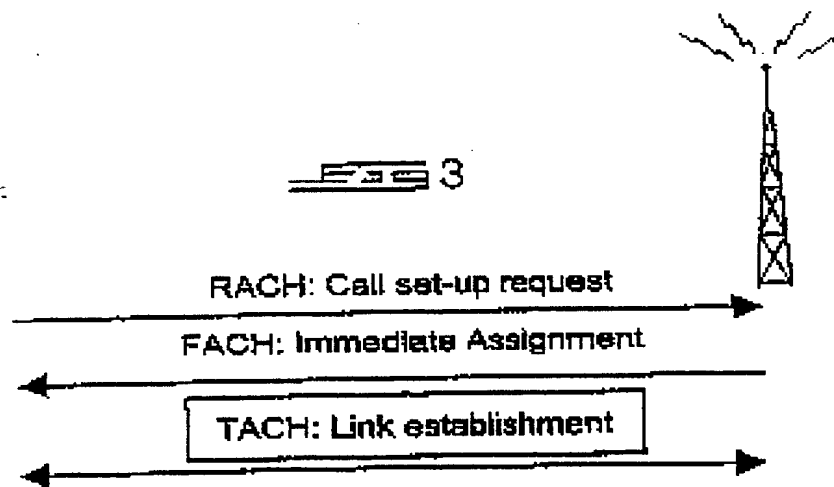 3
RACH: Call set-up request
FACH: Immediate Assignment
TACH: Link establishment